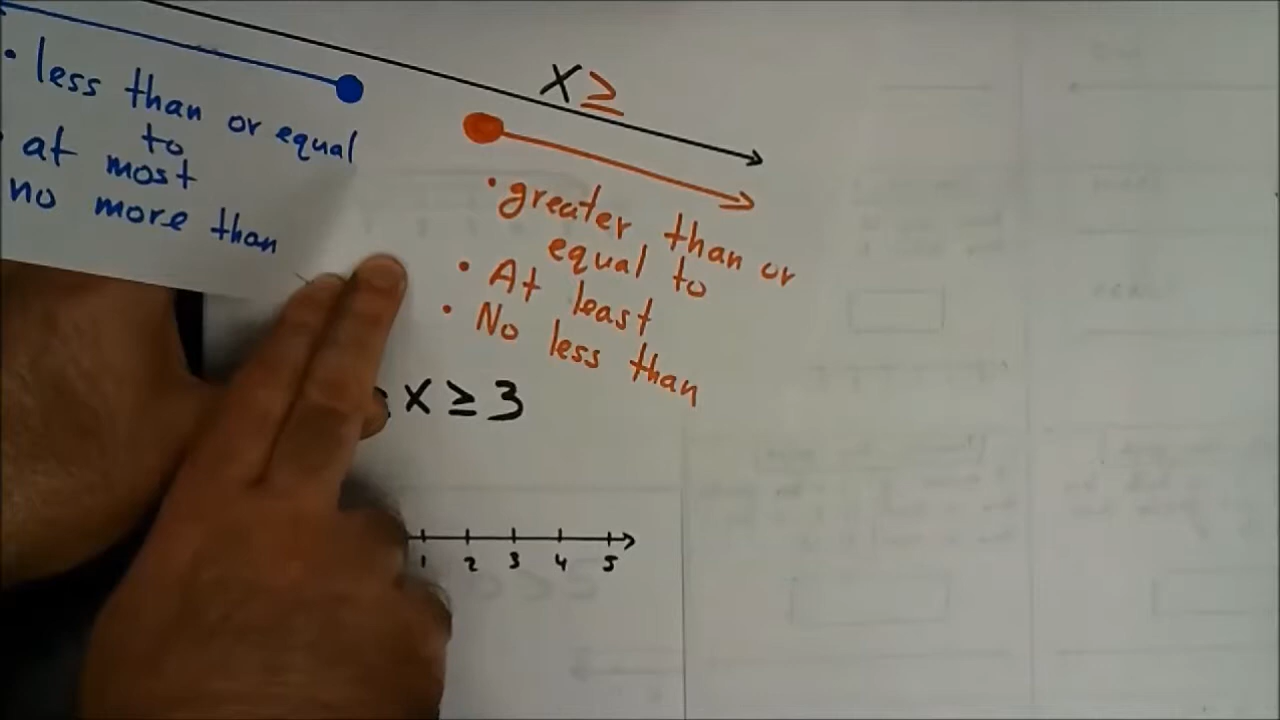 • less than or equal
to
at most
no more than
X ≥
• greater than or
equal to
• At least
• No less than
X ≥ 3
1 2 3 4 5